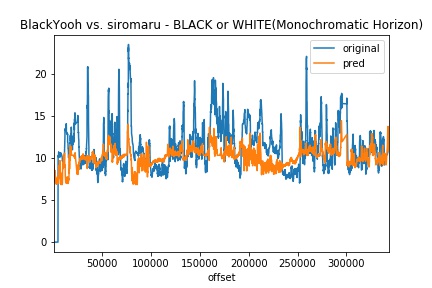 BlackYooh vs. siromaru - BLACK or WHITE(Monochromatic Horizon)
original
pred
20
15
10
5
0
50000 100000 150000 200000 250000 300000
offset